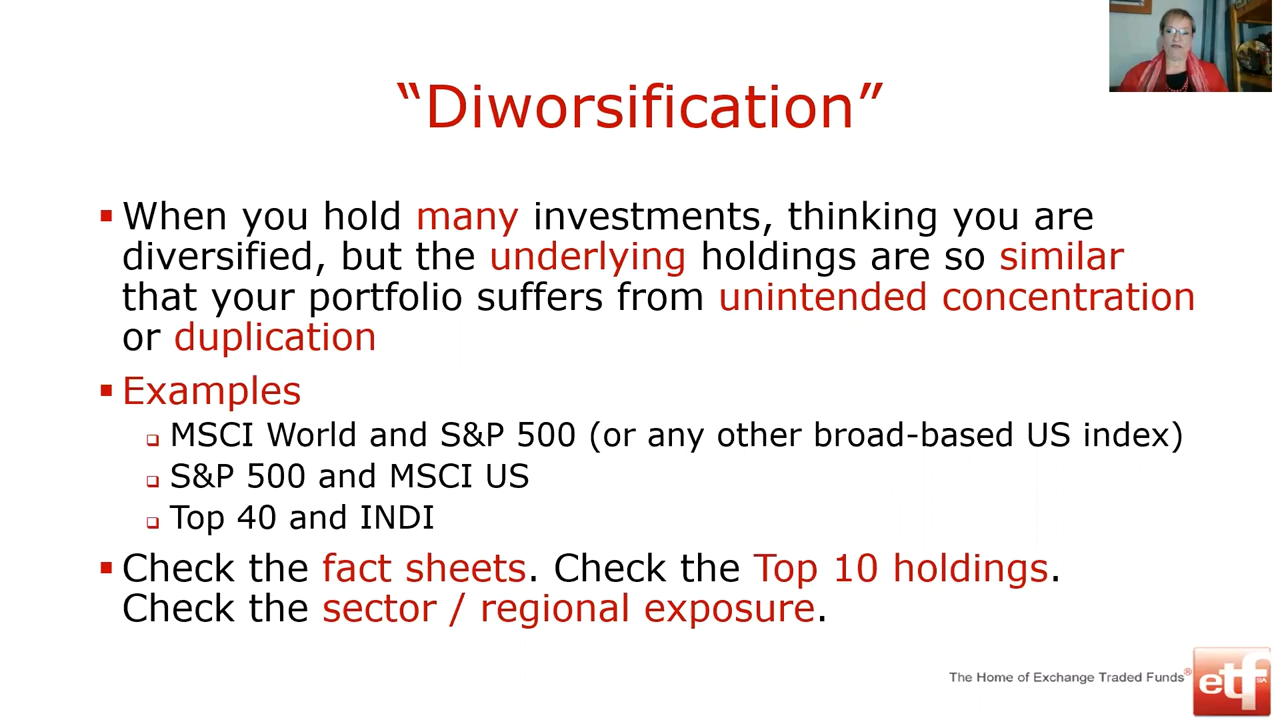 “Diworsification”
When you hold many investments, thinking you are
diversified, but the underlying holdings are so similar
that your portfolio suffers from unintended concentration
or duplication
Examples
MSCI World and S&P 500 (or any other broad-based US index)
S&P 500 and MSCI US
Top 40 and INDI
Check the fact sheets. Check the Top 10 holdings.
Check the sector / regional exposure.
The Home of Exchange Traded Funds®
etf SA